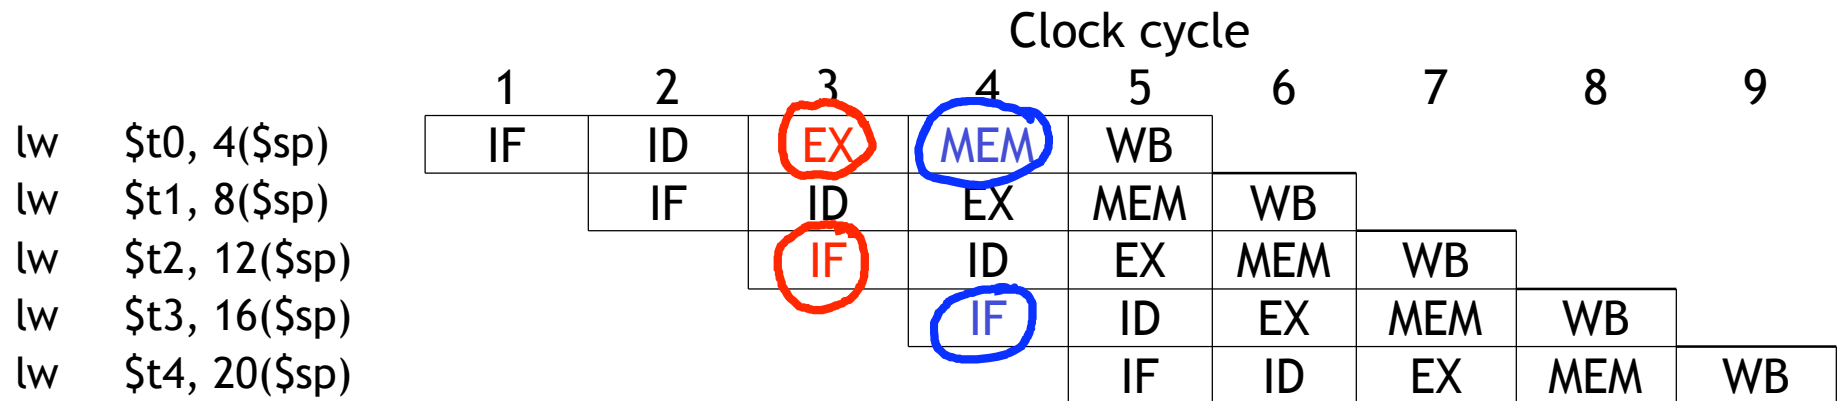 Clock cycle
1 2 3 4 5 6 7 8 9
lw $t0, 4($sp) IF ID EX MEM WB
lw $t1, 8($sp) IF ID EX MEM WB
lw $t2, 12($sp) IF ID EX MEM WB
lw $t3, 16($sp) IF ID EX MEM WB
lw $t4, 20($sp) IF ID EX MEM WB